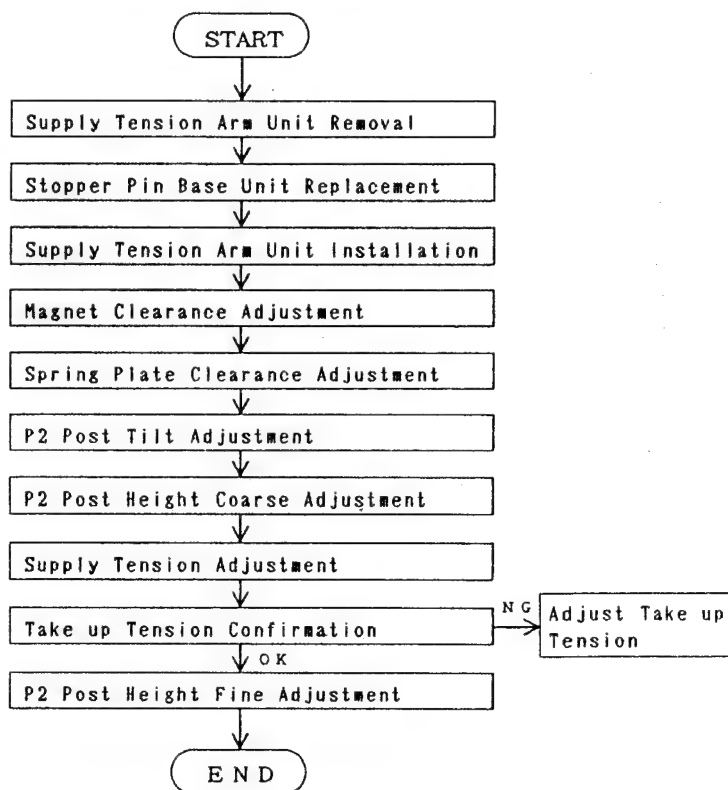 START
Supply Tension Arm Unit Removal
Stopper Pin Base Unit Replacement
Supply Tension Arm Unit Installation
Magnet Clearance Adjustment
Spring Plate Clearance Adjustment
P2 Post Tilt Adjustment
P2 Post Height Coarse Adjustment
Supply Tension Adjustment
Take up Tension Confirmation
NG
Adjust Take up
Tension
OK
P2 Post Height Fine Adjustment
END